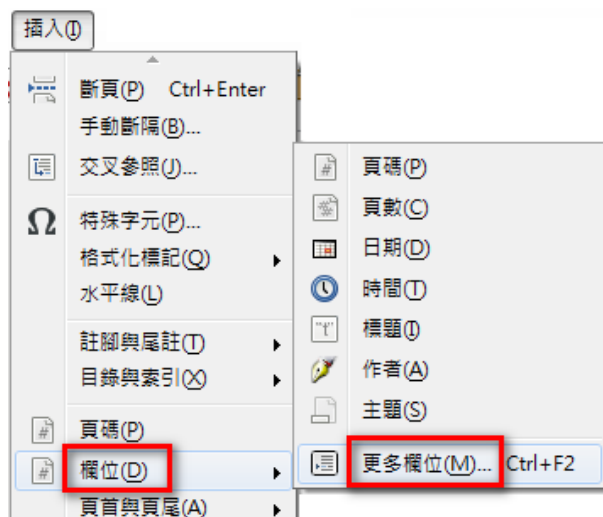 插入(I)
斷頁(P) Ctrl+Enter
手動斷隔(B)...
交叉參照(J)...
特殊字元(P)...
格式化標記(Q)
水平線(L)
註腳與尾註(T)
目錄與索引(X)
頁碼(P)
欄位(D)
頁首與頁尾(A)
頁碼(P)
頁數(C)
日期(D)
時間(T)
標題(I)
作者(A)
主題(S)
更多欄位(M)... Ctrl+F2